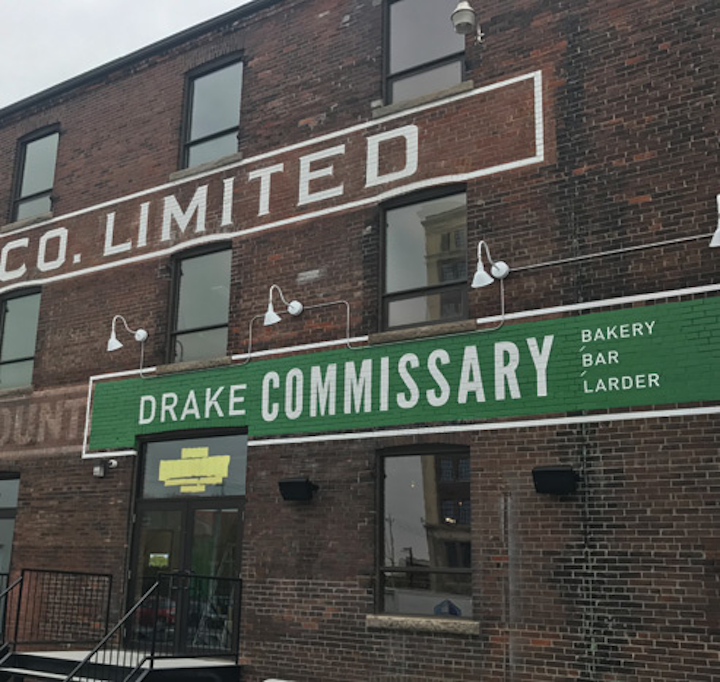 CO. LIMITED
DRAKE COMMISSARY
BAKERY
BAR
LARDER